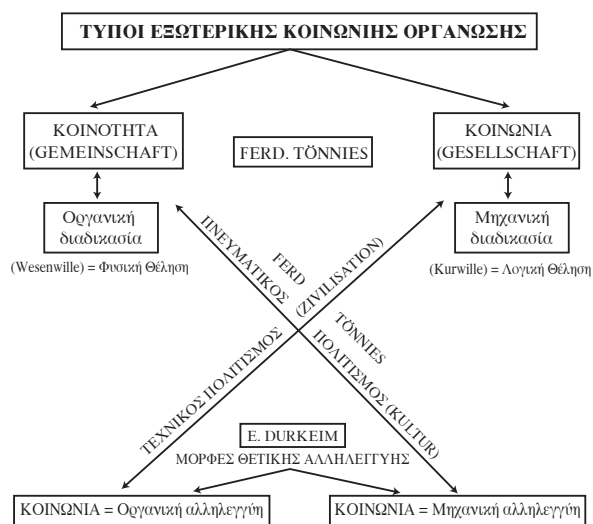 ΤΥΠΟΙ ΕΞΩΤΕΡΙΚΗΣ ΚΟΙΝΩΝΙΗΣ ΟΡΓΑΝΩΣΗΣ
ΚΟΙΝΟΤΗΤΑ
(GEMEINSCHAFT)
FERD. TÖNNIES
ΚΟΙΝΩΝΙΑ
(GESELLSCHAFT)
Οργανική
διαδικασία
(Wesenwille) = Φυσική Θέληση
Μηχανική
διαδικασία
(Kurwille) = Λογική Θέληση
ΠΝΕΥΜΑΤΙΚΟΣ
FERD
(ZIVILISATION)
ΤΕΧΝΙΚΟΣ ΠΟΛΙΤΙΣΜΟΣ
TÖNNIES
ΠΟΛΙΤΙΣΜΟΣ (KULTUR)
E. DURKEIM
ΜΟΡΦΕΣ ΘΕΤΙΚΗΣ ΑΛΛΗΛΕΓΓΥΗΣ
ΚΟΙΝΩΝΙΑ = Οργανική αλληλεγγύη
ΚΟΙΝΩΝΙΑ = Μηχανική αλληλεγγύη